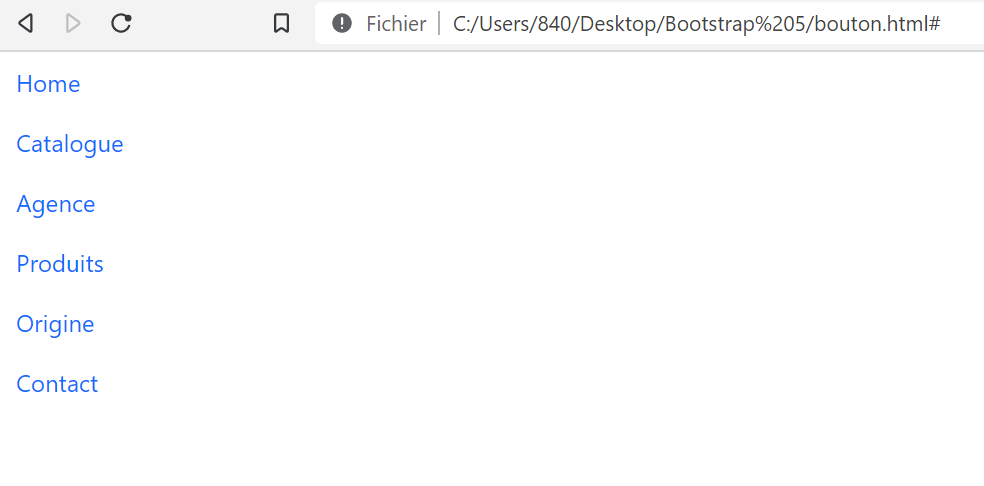 Fichier C:/Users/840/Desktop/Bootstrap%205/bouton.html#
Home
Catalogue
Agence
Produits
Origine
Contact